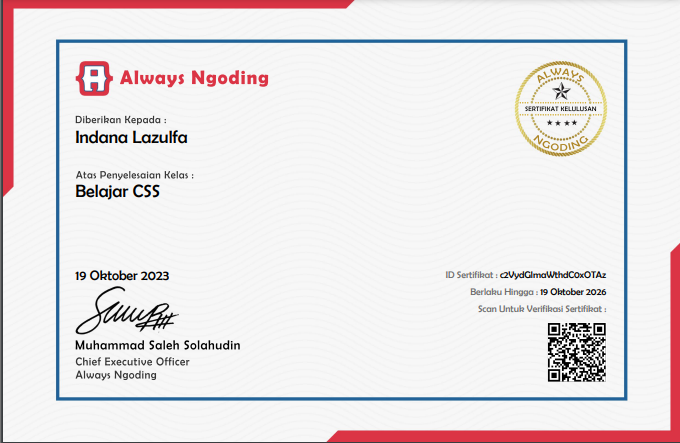 Always Ngoding
ALWAYS
SERTIFIKAT KELULUSAN
NGODING
Diberikan Kepada :
Indana Lazulfa
Atas Penyelesaian Kelas :
Belajar CSS
19 Oktober 2023
Muhammad Saleh Solahudin
Chief Executive Officer
Always Ngoding
ID Sertifikat : c2VydGlmaWthdC0xOTAz
Berlaku Hingga : 19 Oktober 2026
Scan Untuk Verifikasi Sertifikat :